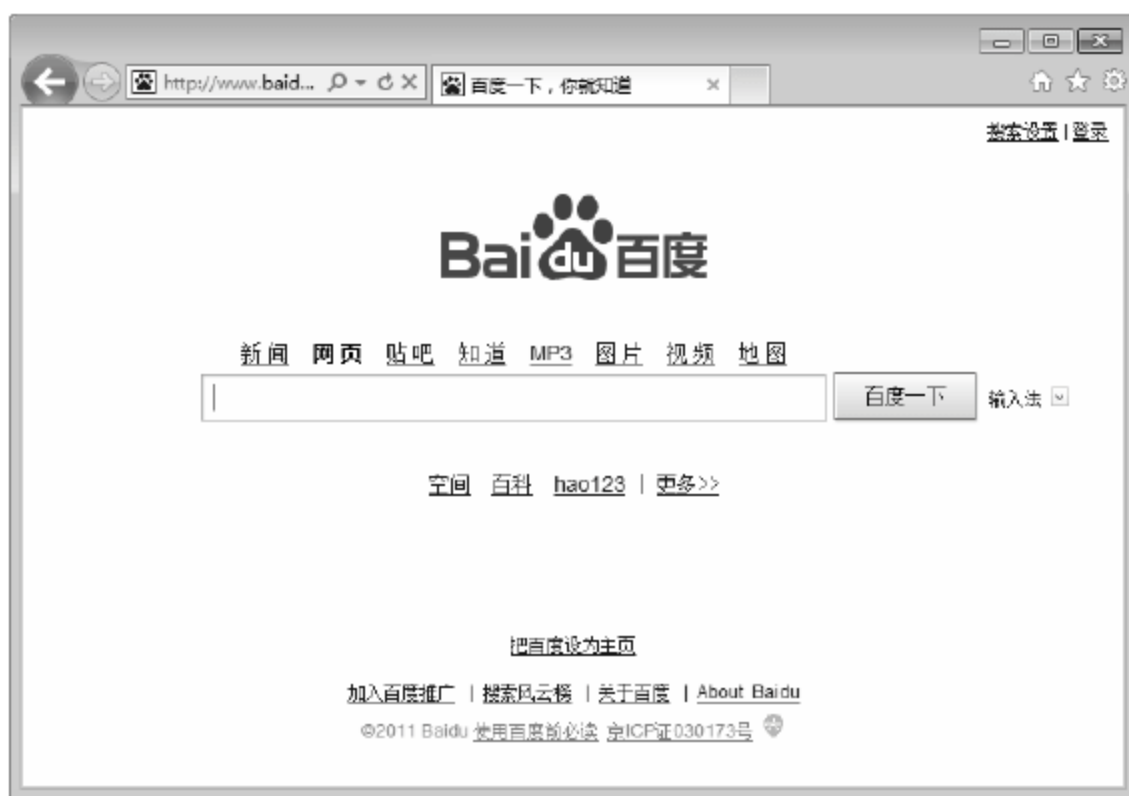 http://www.baid... 百度一下，你就知道
搜索设置 | 登录
Bai du 百度
新闻 网页 贴吧 知道 MP3 图片 视频 地图
百度一下 输入法
空间 百科 hao123 | 更多>>
把百度设为主页
加入百度推广 | 搜索风云榜 | 关于百度 | About Baidu
©2011 Baidu 使用百度前必读 京ICP证030173号